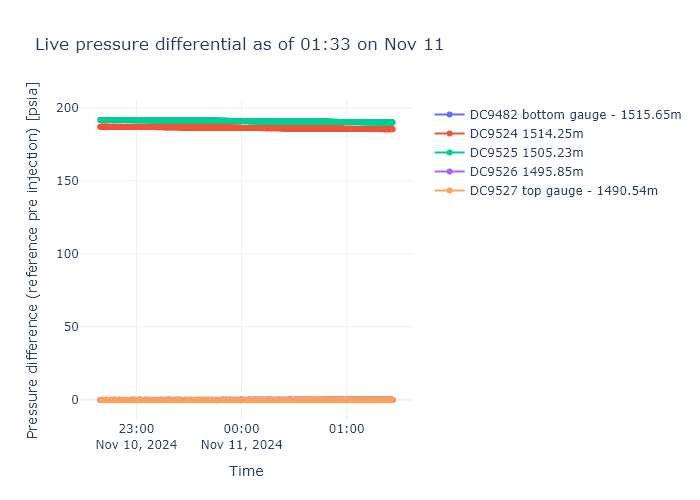 Live pressure differential as of 01:33 on Nov 11
Pressure difference (reference pre injection) [psia]
200
150
100
50
0
23:00
Nov 10, 2024
00:00
Nov 11, 2024
01:00
Time
DC9482 bottom gauge - 1515.65m
DC9524 1514.25m
DC9525 1505.23m
DC9526 1495.85m
DC9527 top gauge - 1490.54m